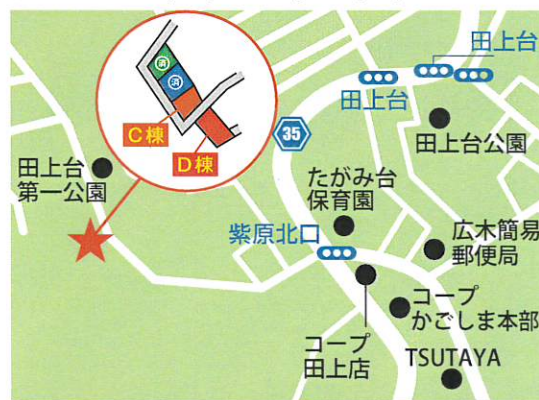 田上台
済
済
C棟
D棟
35
田上台
田上台公園
田上台
第一公園
たがみ台
保育園
紫原北口
広木簡易
郵便局
コープ
かごしま本部
コープ
田上店
TSUTAYA